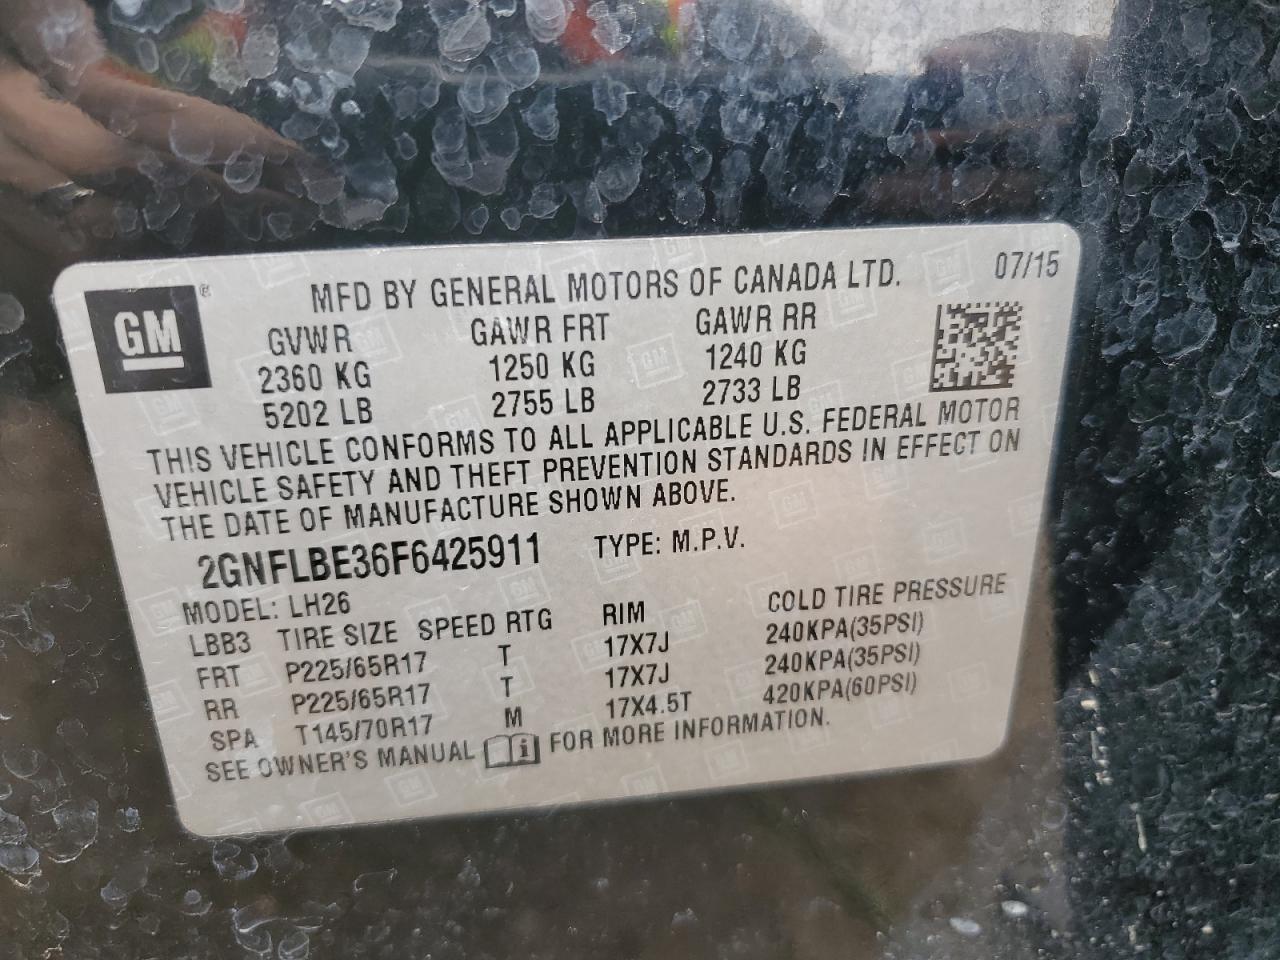 GM ®
MFD BY GENERAL MOTORS OF CANADA LTD. 07/15
GVWR GAWR FRT GAWR RR
2360 KG 1250 KG 1240 KG
5202 LB 2755 LB 2733 LB
THIS VEHICLE CONFORMS TO ALL APPLICABLE U.S. FEDERAL MOTOR
VEHICLE SAFETY AND THEFT PREVENTION STANDARDS IN EFFECT ON
THE DATE OF MANUFACTURE SHOWN ABOVE.
2GNFLBE36F6425911 TYPE: M.P.V.
MODEL: LH26
LBB3 TIRE SIZE SPEED RTG RIM COLD TIRE PRESSURE
FRT P225/65R17 T 17X7J 240KPA(35PSI)
RR P225/65R17 T 17X7J 240KPA(35PSI)
SPA T145/70R17 M 17X4.5T 420KPA(60PSI)
SEE OWNER'S MANUAL i FOR MORE INFORMATION.